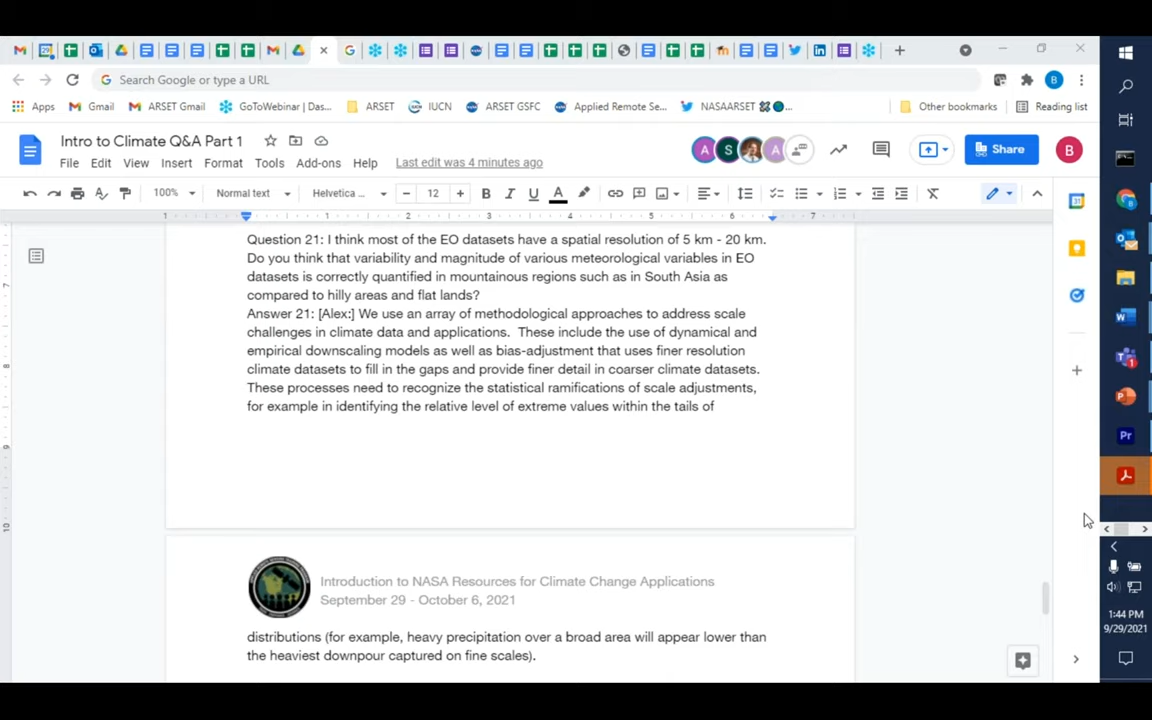 Search Google or type a URL
Apps
Gmail
ARSET Gmail
GoToWebinar | Das...
ARSET
IUCN
ARSET GSFC
Applied Remote Se...
NASAARSET
Other bookmarks
Reading list
Intro to Climate Q&A Part 1
File Edit View Insert Format Tools Add-ons Help Last edit was 4 minutes ago
A S A
Share
B
100% Normal text Helvetica ... 12
1 1 2 3 4 5 6 7
Question 21: I think most of the EO datasets have a spatial resolution of 5 km - 20 km.
Do you think that variability and magnitude of various meteorological variables in EO
datasets is correctly quantified in mountainous regions such as in South Asia as
compared to hilly areas and flat lands?
Answer 21: [Alex:] We use an array of methodological approaches to address scale
challenges in climate data and applications. These include the use of dynamical and
empirical downscaling models as well as bias-adjustment that uses finer resolution
climate datasets to fill in the gaps and provide finer detail in coarser climate datasets.
These processes need to recognize the statistical ramifications of scale adjustments,
for example in identifying the relative level of extreme values within the tails of
Introduction to NASA Resources for Climate Change Applications
September 29 - October 6, 2021
distributions (for example, heavy precipitation over a broad area will appear lower than
the heaviest downpour captured on fine scales).
1:44 PM
9/29/2021